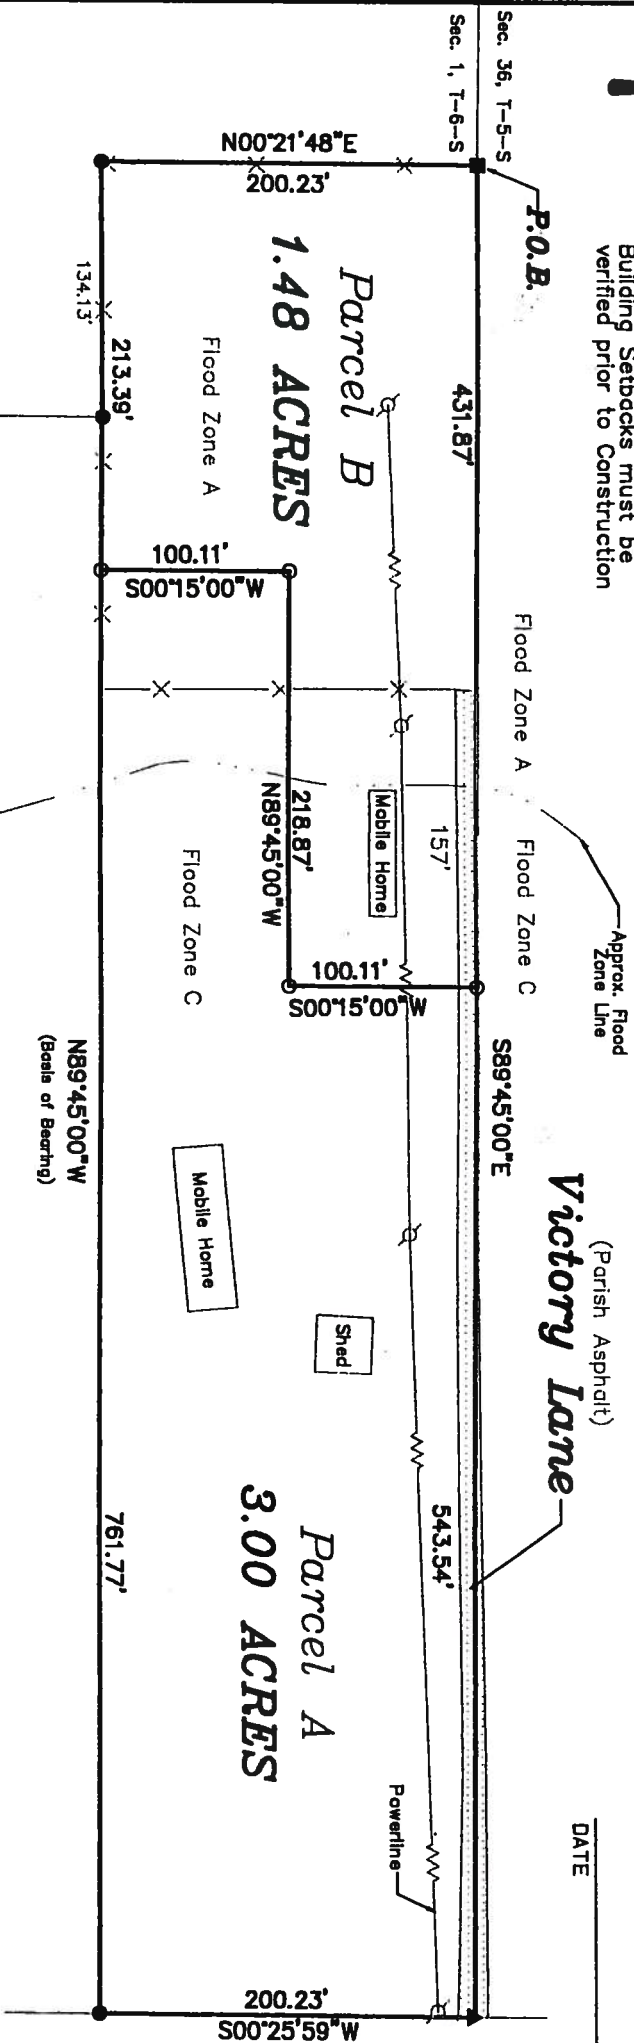 Building Setbacks must be
verified prior to Construction
DATE
Sec. 36, T-5-S
Sec. 1, T-6-S
P.O.B.
Flood Zone A
Flood Zone C
Approx. Flood
Zone Line
(Parish Asphalt)
Victory Lane
431.87'
S89°45'00"E
157'
543.54'
N00°21'48"E
200.23'
Parcel B
1.48 ACRES
Flood Zone A
Mobile Home
Powerline
100.11'
S00°15'00"W
218.87'
N89°45'00"W
100.11'
S00°15'00"W
Flood Zone C
Mobile Home
Shed
Parcel A
3.00 ACRES
200.23'
S00°25'59"W
134.13'
213.39'
N89°45'00"W
(Basis of Bearing)
761.77'